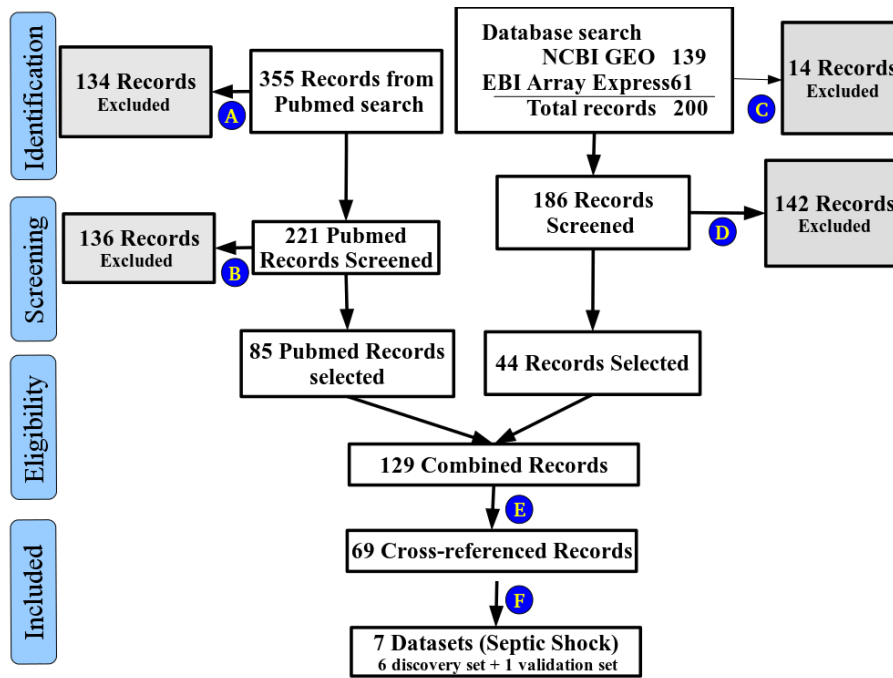 Identification
134 Records
Excluded
A
355 Records from
Pubmed search
Database search
NCBI GEO 139
EBI Array Express61
Total records 200
C
14 Records
Excluded
Screening
136 Records
Excluded
B
221 Pubmed
Records Screened
186 Records
Screened
D
142 Records
Excluded
Eligibility
85 Pubmed Records
selected
44 Records Selected
129 Combined Records
E
Included
69 Cross-referenced Records
F
7 Datasets (Septic Shock)
6 discovery set + 1 validation set